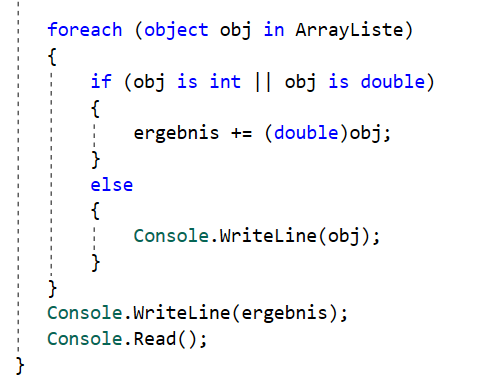 foreach (object obj in ArrayListe)
{
if (obj is int || obj is double)
{
ergebnis += (double)obj;
}
else
{
Console.WriteLine(obj);
}
}
Console.WriteLine(ergebnis);
Console.Read();
}